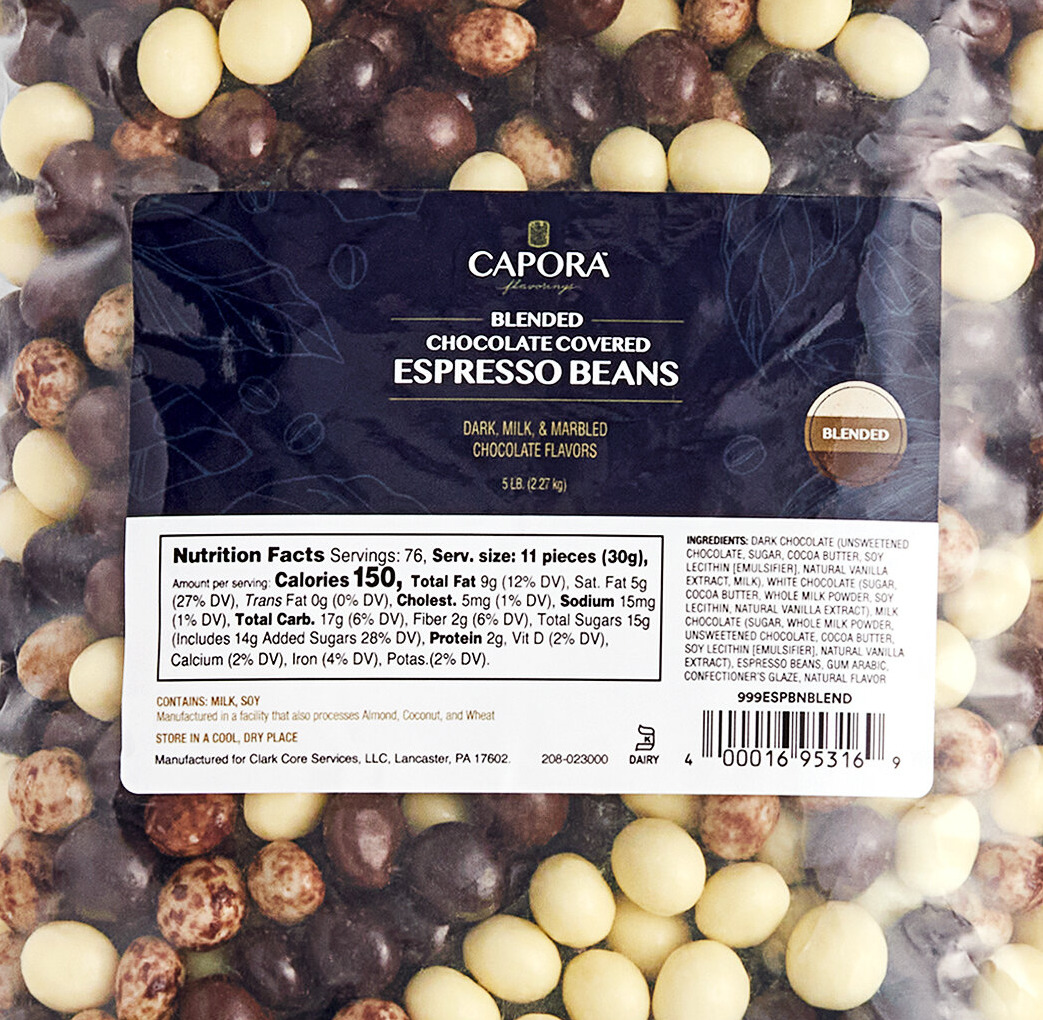 CAPORA
flavorings
BLENDED
CHOCOLATE COVERED
ESPRESSO BEANS
DARK, MILK, & MARBLED
CHOCOLATE FLAVORS
5 LB. (2.27 kg)
BLENDED
Nutrition Facts Servings: 76, Serv. size: 11 pieces (30g),
Amount per serving: Calories 150, Total Fat 9g (12% DV), Sat. Fat 5g
(27% DV), Trans Fat 0g (0% DV), Cholest. 5mg (1% DV), Sodium 15mg
(1% DV), Total Carb. 17g (6% DV), Fiber 2g (6% DV), Total Sugars 15g
(Includes 14g Added Sugars 28% DV), Protein 2g, Vit D (2% DV),
Calcium (2% DV), Iron (4% DV), Potas.(2% DV).
CONTAINS: MILK, SOY
Manufactured in a facility that also processes Almond, Coconut, and Wheat
STORE IN A COOL, DRY PLACE
Manufactured for Clark Core Services, LLC, Lancaster, PA 17602. 208-023000
K
DAIRY
INGREDIENTS: DARK CHOCOLATE (UNSWEETENED
CHOCOLATE, SUGAR, COCOA BUTTER, SOY
LECITHIN [EMULSIFIER], NATURAL VANILLA
EXTRACT, MILK), WHITE CHOCOLATE (SUGAR,
COCOA BUTTER, WHOLE MILK POWDER, SOY
LECITHIN, NATURAL VANILLA EXTRACT), MILK
CHOCOLATE (SUGAR, WHOLE MILK POWDER,
UNSWEETENED CHOCOLATE, COCOA BUTTER,
SOY LECITHIN [EMULSIFIER], NATURAL VANILLA
EXTRACT), ESPRESSO BEANS, GUM ARABIC,
CONFECTIONER'S GLAZE, NATURAL FLAVOR
999ESPBNBLEND
4 00016 95316 9